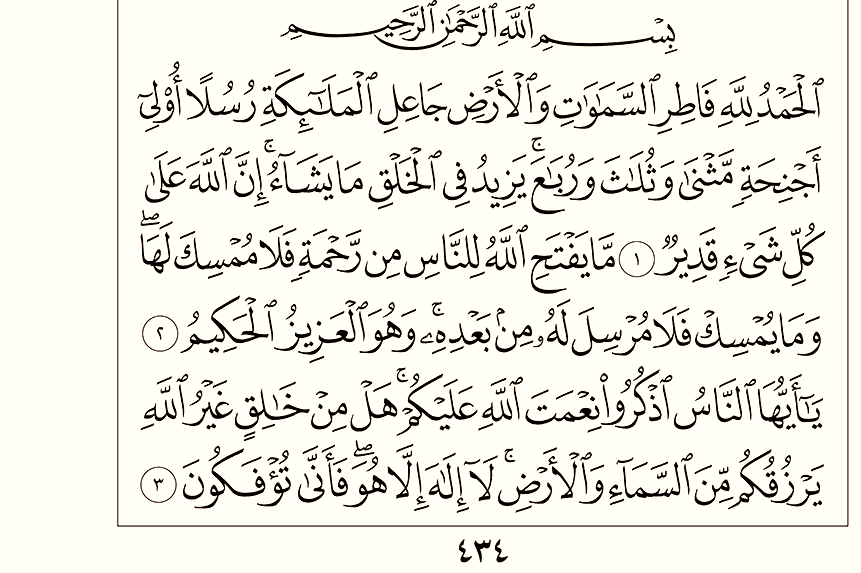 بِسْمِ ٱللَّهِ ٱلرَّحْمَٰنِ ٱلرَّحِيمِ
ٱلْحَمْدُ لِلَّهِ فَاطِرِ ٱلسَّمَٰوَٰتِ وَٱلْأَرْضِ جَاعِلِ ٱلْمَلَٰٓئِكَةِ رُسُلًا أُو۟لِىٓ
أَجْنِحَةٍ مَّثْنَىٰ وَثُلَٰثَ وَرُبَٰعَ ۚ يَزِيدُ فِى ٱلْخَلْقِ مَا يَشَآءُ ۚ إِنَّ ٱللَّهَ عَلَىٰ
كُلِّ شَىْءٍ قَدِيرٌ ١ مَّا يَفْتَحِ ٱللَّهُ لِلنَّاسِ مِن رَّحْمَةٍ فَلَا مُمْسِكَ لَهَا ۖ
وَمَا يُمْسِكْ فَلَا مُرْسِلَ لَهُۥ مِنۢ بَعْدِهِۦ ۚ وَهُوَ ٱلْعَزِيزُ ٱلْحَكِيمُ ٢
يَٰٓأَيُّهَا ٱلنَّاسُ ٱذْكُرُوا۟ نِعْمَتَ ٱللَّهِ عَلَيْكُمْ ۚ هَلْ مِنْ خَٰلِقٍ غَيْرُ ٱللَّهِ
يَرْزُقُكُم مِّنَ ٱلسَّمَآءِ وَٱلْأَرْضِ ۚ لَآ إِلَٰهَ إِلَّا هُوَ ۖ فَأَنَّىٰ تُؤْفَكُونَ ٣
٤٣٤